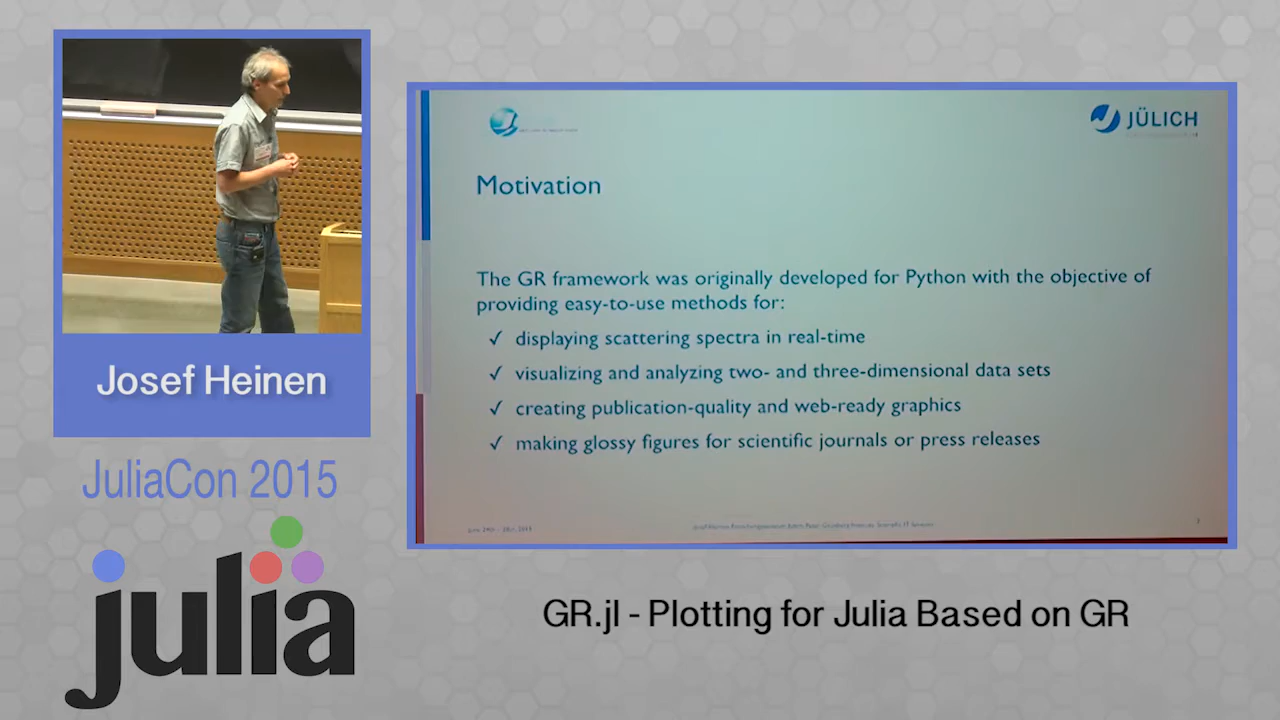 Josef Heinen
JuliaCon 2015
julia
JÜLICH
Motivation
The GR framework was originally developed for Python with the objective of
providing easy-to-use methods for:
✓ displaying scattering spectra in real-time
✓ visualizing and analyzing two- and three-dimensional data sets
✓ creating publication-quality and web-ready graphics
✓ making glossy figures for scientific journals or press releases
GR.jl - Plotting for Julia Based on GR